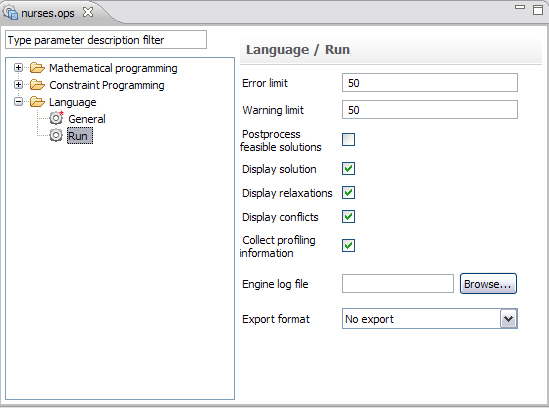 nurses.ops
Type parameter description filter
Mathematical programming
Constraint Programming
Language
General
Run
Language / Run
Error limit
50
Warning limit
50
Postprocess
feasible solutions
Display solution
Display relaxations
Display conflicts
Collect profiling
information
Engine log file
Browse...
Export format
No export